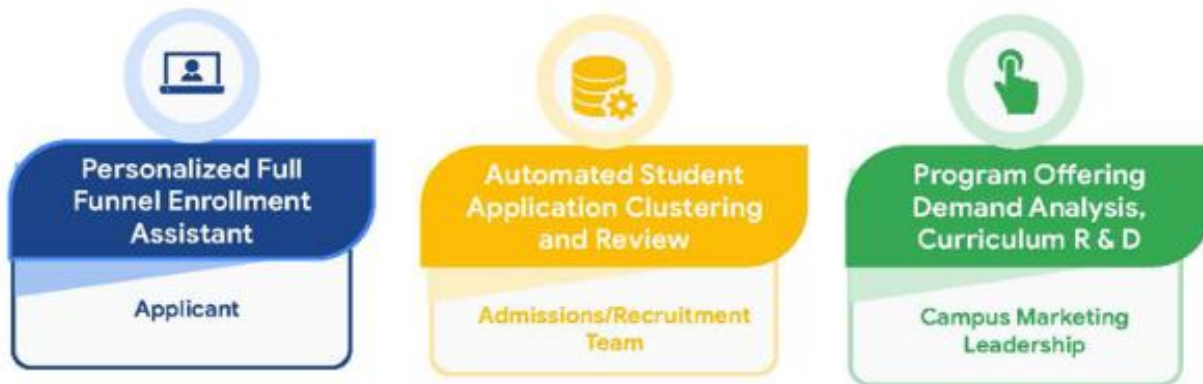 Personalized Full
Funnel Enrollment
Assistant
Applicant
Automated Student
Application Clustering
and Review
Admissions/Recruitment
Team
Program Offering
Demand Analysis,
Curriculum R & D
Campus Marketing
Leadership